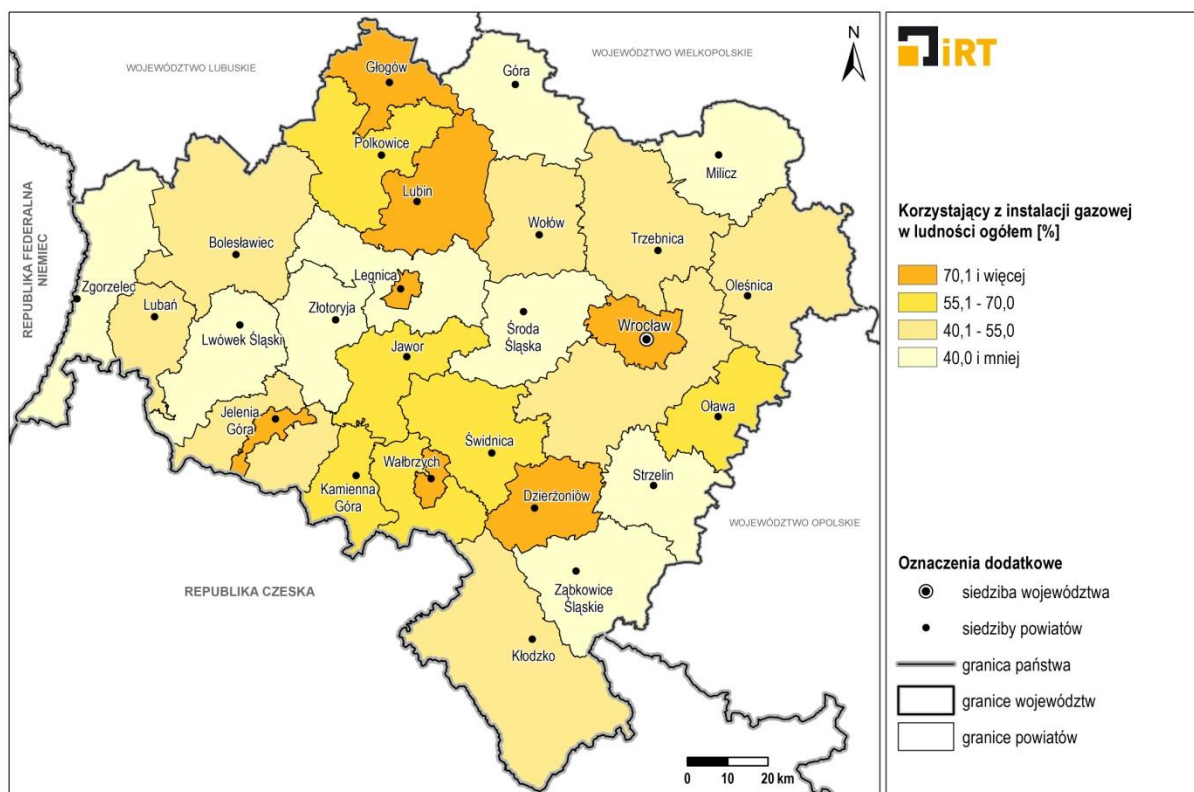 WOJEWÓDZTWO LUBUSKIE
WOJEWÓDZTWO WIELKOPOLSKIE
N
Głogów
Góra
Polkowice
Milicz
Lubin
REPUBLIKA FEDERALNA
NIEMIEC
Bolesławiec
Wołów
Trzebnica
Zgorzelec
Legnica
Oleśnica
Lubań
Złotoryja
Lwówek Śląski
Środa
Śląska
Wrocław
Jawor
Jelenia
Góra
Oława
Świdnica
Wałbrzych
Kamienna
Góra
Strzelin
Dzierżoniów
WOJEWÓDZTWO OPOLSKIE
REPUBLIKA CZESKA
Ząbkowice
Śląskie
Kłodzko
0 10 20 km
iRT
Korzystający z instalacji gazowej
w ludności ogółem [%]
70,1 i więcej
55,1 - 70,0
40,1 - 55,0
40,0 i mniej
Oznaczenia dodatkowe
siedziba województwa
siedziby powiatów
granica państwa
granice województw
granice powiatów